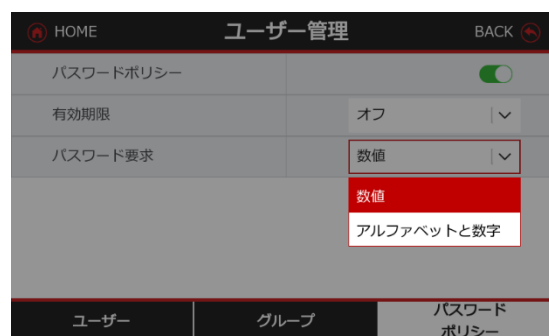 HOME ユーザー管理 BACK
パスワードポリシー
有効期限 オフ
パスワード要求 数値
数値
アルファベットと数字
ユーザー グループ パスワード
ポリシー